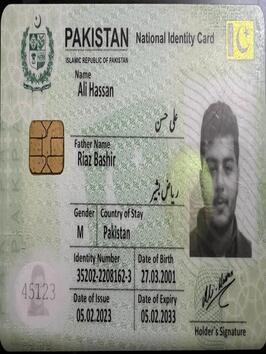 PAKISTAN National Identity Card
ISLAMIC REPUBLIC OF PAKISTAN
Name
Ali Hassan
علی حسن
Father Name
Riaz Bashir
ریاض بشیر
Gender Country of Stay
M Pakistan
Identity Number Date of Birth
35202-2208162-3 27.03.2001
45123
Date of Issue Date of Expiry
05.02.2023 05.02.2033
Holder's Signature